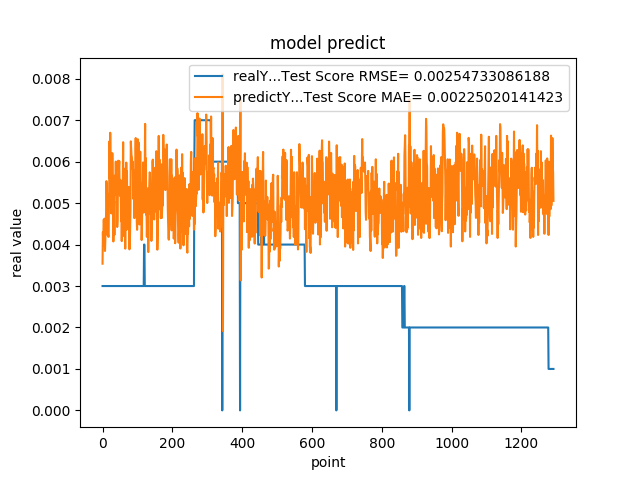 model predict
realY...Test Score RMSE= 0.00254733086188
predictY...Test Score MAE= 0.00225020141423
0.008
0.007
0.006
0.005
0.004
0.003
0.002
0.001
0.000
real value
0 200 400 600 800 1000 1200
point